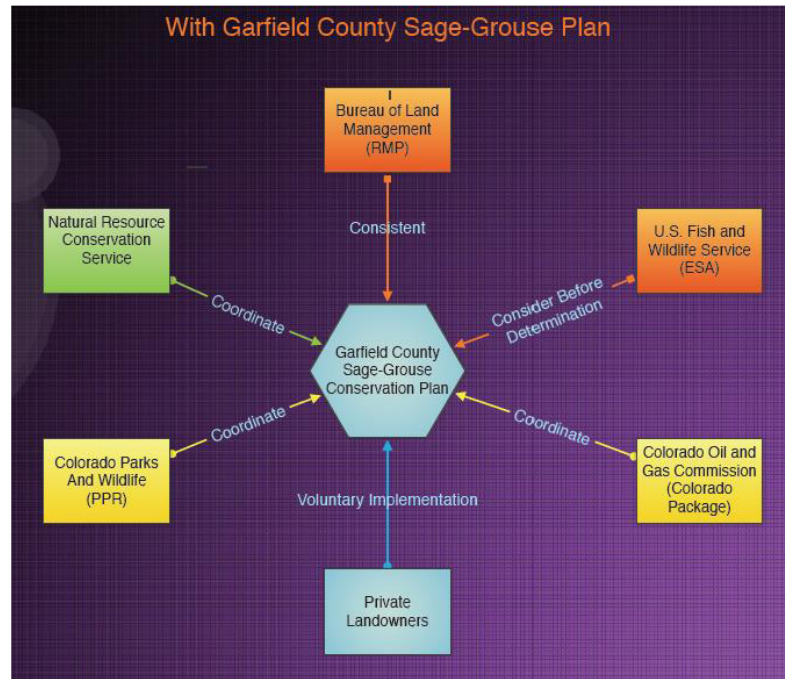 With Garfield County Sage-Grouse Plan
Bureau of Land
Management
(RMP)
Consistent
Natural Resource
Conservation
Service
U.S. Fish and
Wildlife Service
(ESA)
Coordinate
Consider Before
Determination
Garfield County
Sage-Grouse
Conservation Plan
Coordinate
Coordinate
Colorado Parks
And Wildlife
(PPR)
Colorado Oil and
Gas Commission
(Colorado
Package)
Voluntary Implementation
Private
Landowners